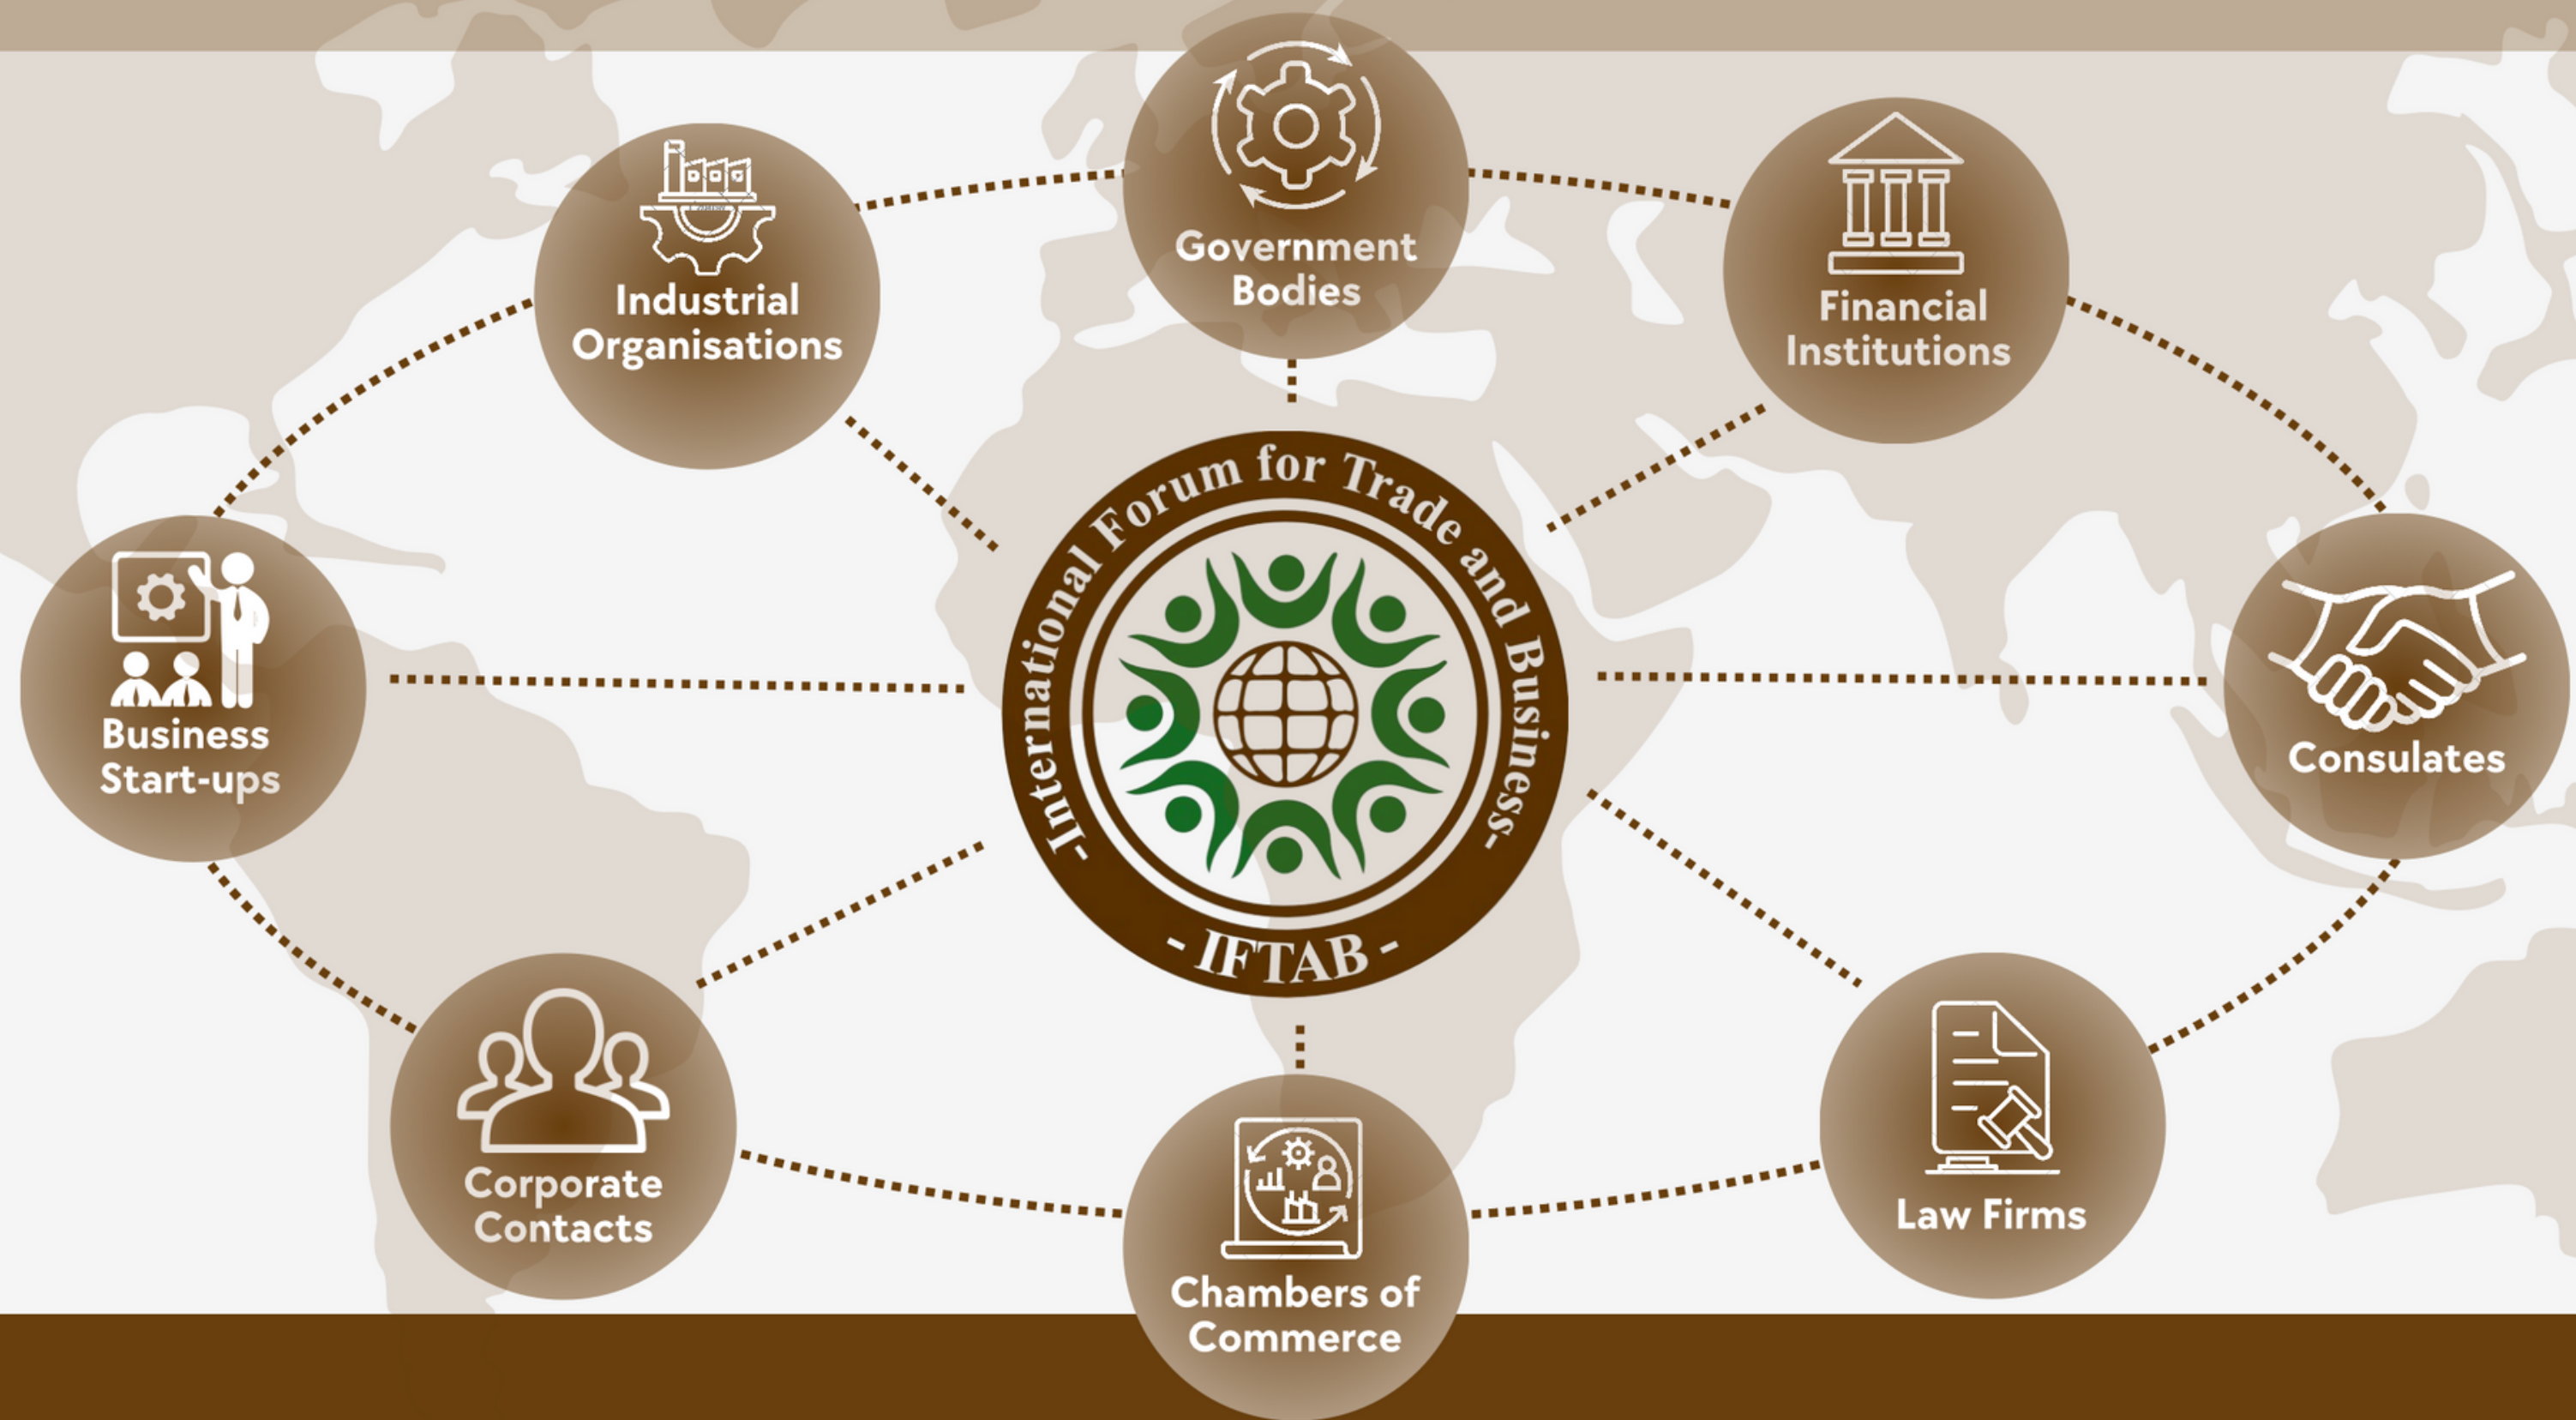 Government
Bodies
Industrial
Organisations
Financial
Institutions
-International Forum for Trade and Business-
Business
Start-ups
Consulates
- IFTAB -
Corporate
Contacts
Law Firms
Chambers of
Commerce